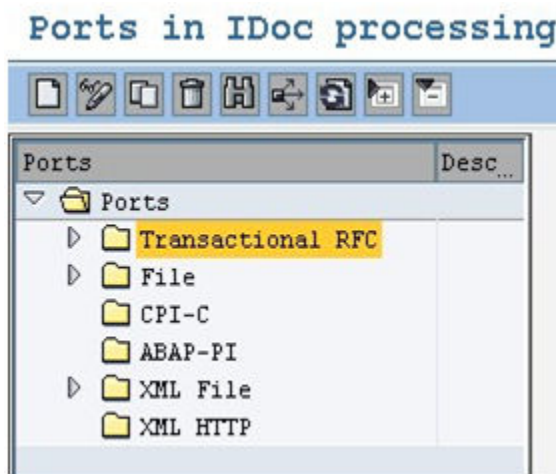 Ports in IDoc processing
Ports Desc...
Ports
Transactional RFC
File
CPI-C
ABAP-PI
XML File
XML HTTP